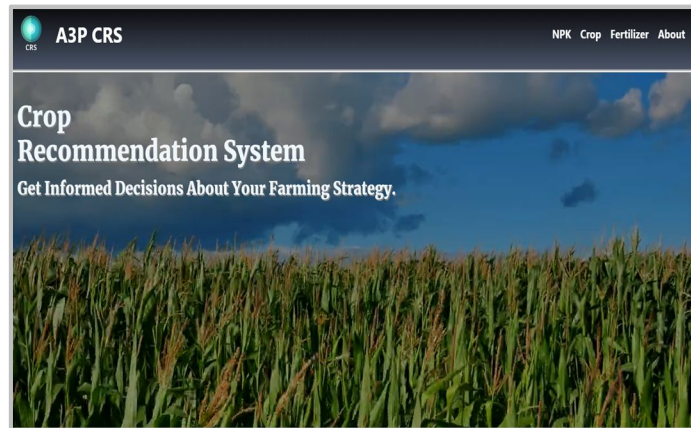 CRS
A3P CRS
NPK Crop Fertilizer About
Crop
Recommendation System
Get Informed Decisions About Your Farming Strategy.